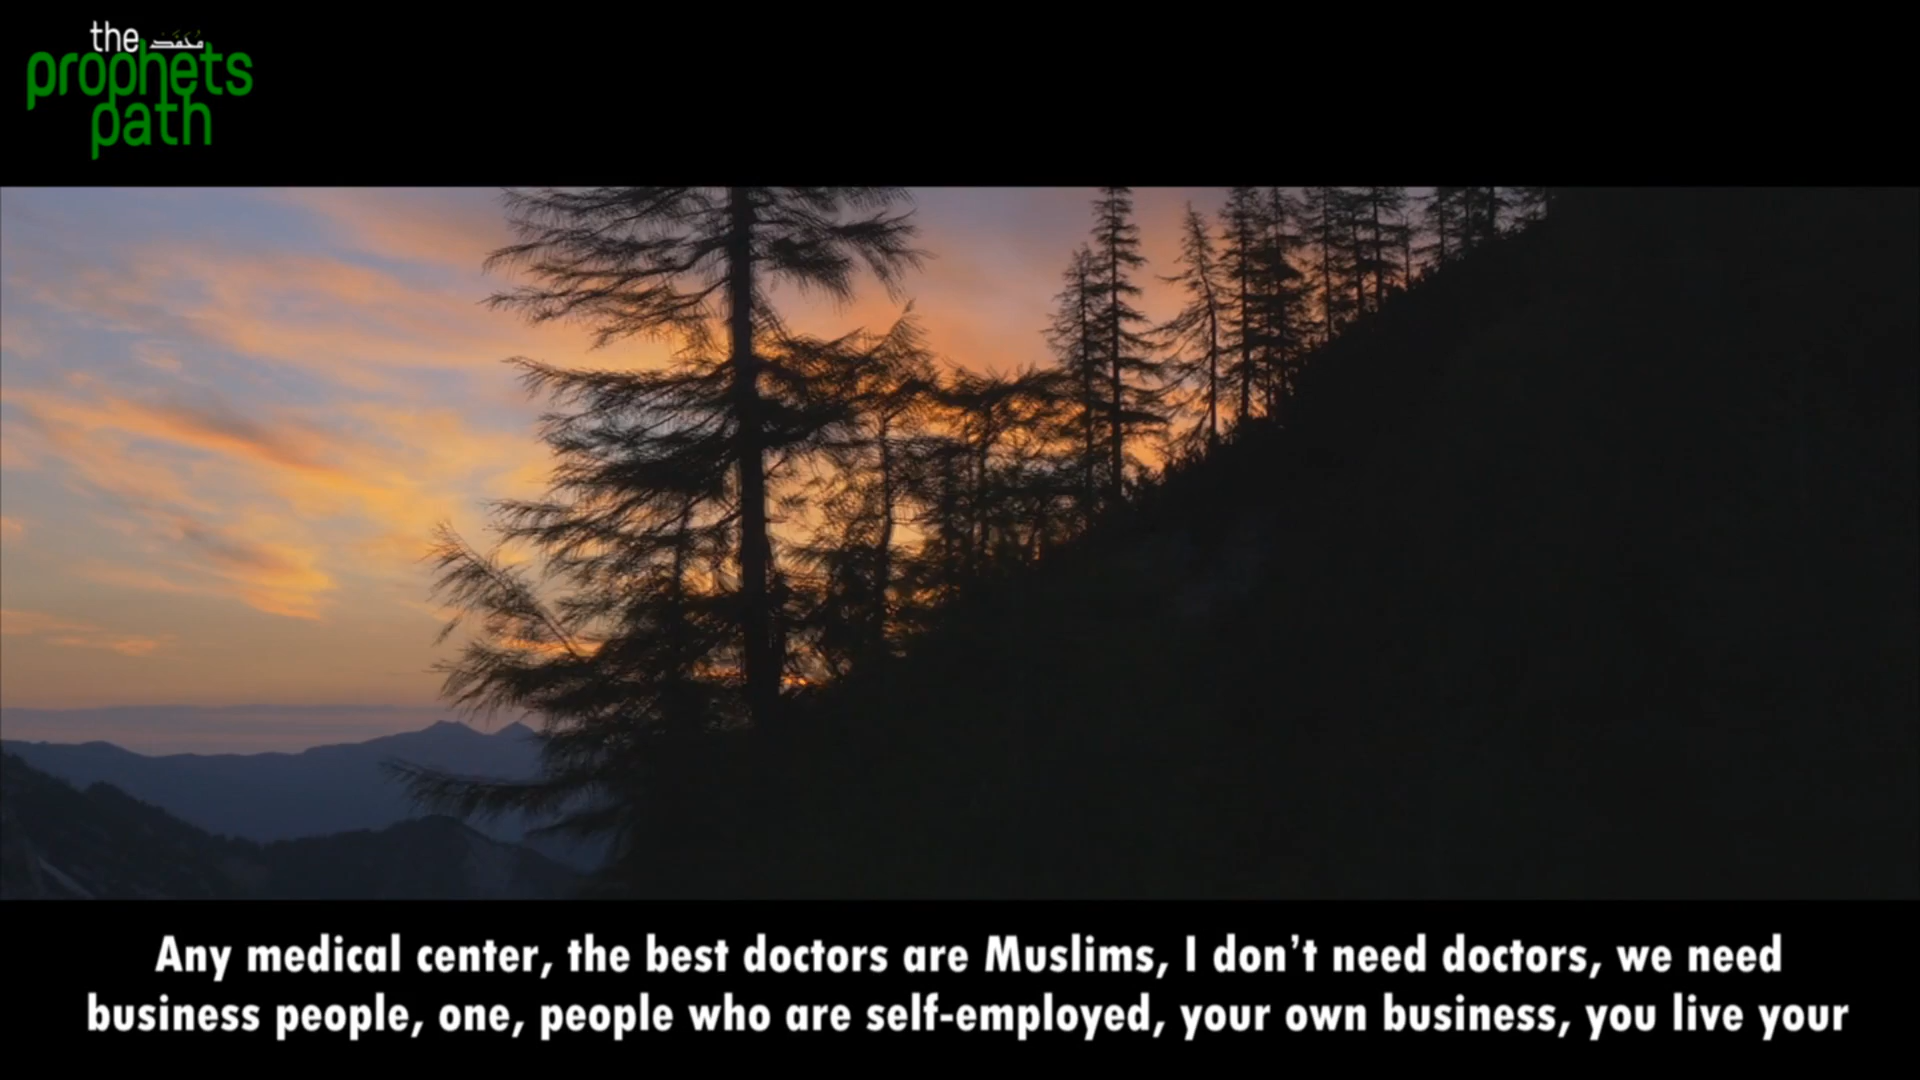 the مُحَمَّد
prophets
path
Any medical center, the best doctors are Muslims, I don't need doctors, we need
business people, one, people who are self-employed, your own business, you live your